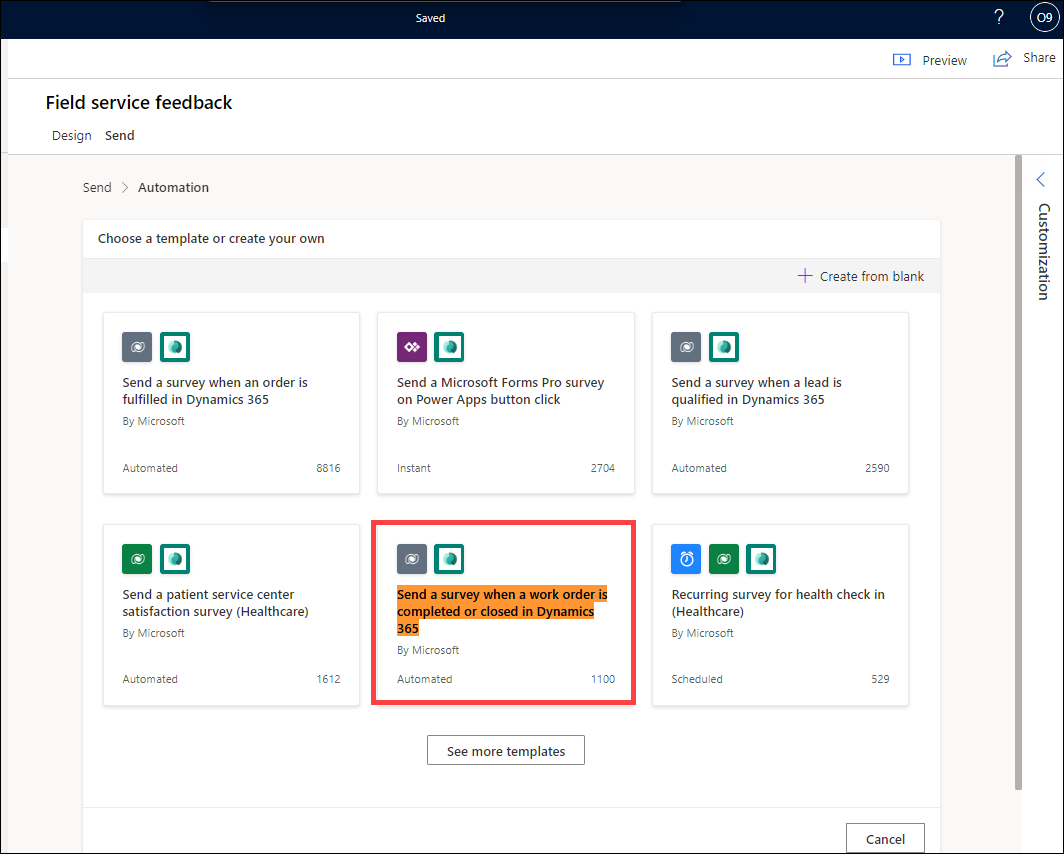 Saved
?
O9
Preview
Share
Field service feedback
Design
Send
Send
Automation
Customization
Choose a template or create your own
Create from blank
Send a survey when an order is
fulfilled in Dynamics 365
By Microsoft
Automated
8816
Send a Microsoft Forms Pro survey
on Power Apps button click
By Microsoft
Instant
2704
Send a survey when a lead is
qualified in Dynamics 365
By Microsoft
Automated
2590
Send a patient service center
satisfaction survey (Healthcare)
By Microsoft
Automated
1612
Send a survey when a work order is
completed or closed in Dynamics
365
By Microsoft
Automated
1100
Recurring survey for health check in
(Healthcare)
By Microsoft
Scheduled
529
See more templates
Cancel